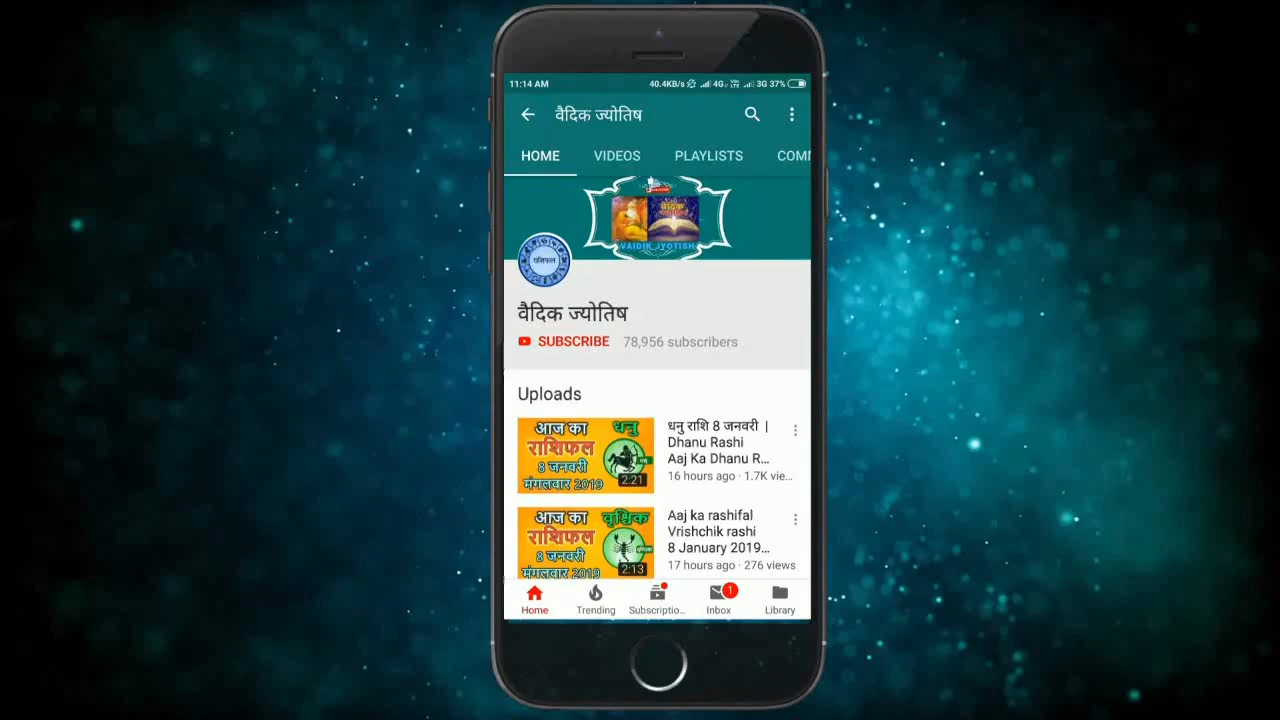 11:14 AM
40.4KB/s 4G VoLTE 3G 37%
वैदिक ज्योतिष
HOME VIDEOS PLAYLISTS COMM
वैदिक
VAIDIK JYOTISH
राशिफल
वैदिक ज्योतिष
SUBSCRIBE 78,956 subscribers
Uploads
आज का धनु
राशिफल
8 जनवरी
मंगलवार 2019
2:21
धनु राशि 8 जनवरी |
Dhanu Rashi
Aaj Ka Dhanu R...
16 hours ago · 1.7K vie...
आज का वृश्चिक
राशिफल
8 जनवरी
मंगलवार 2019
2:13
Aaj ka rashifal
Vrishchik rashi
8 January 2019...
17 hours ago · 276 views
1
Home Trending Subscriptio... Inbox Library